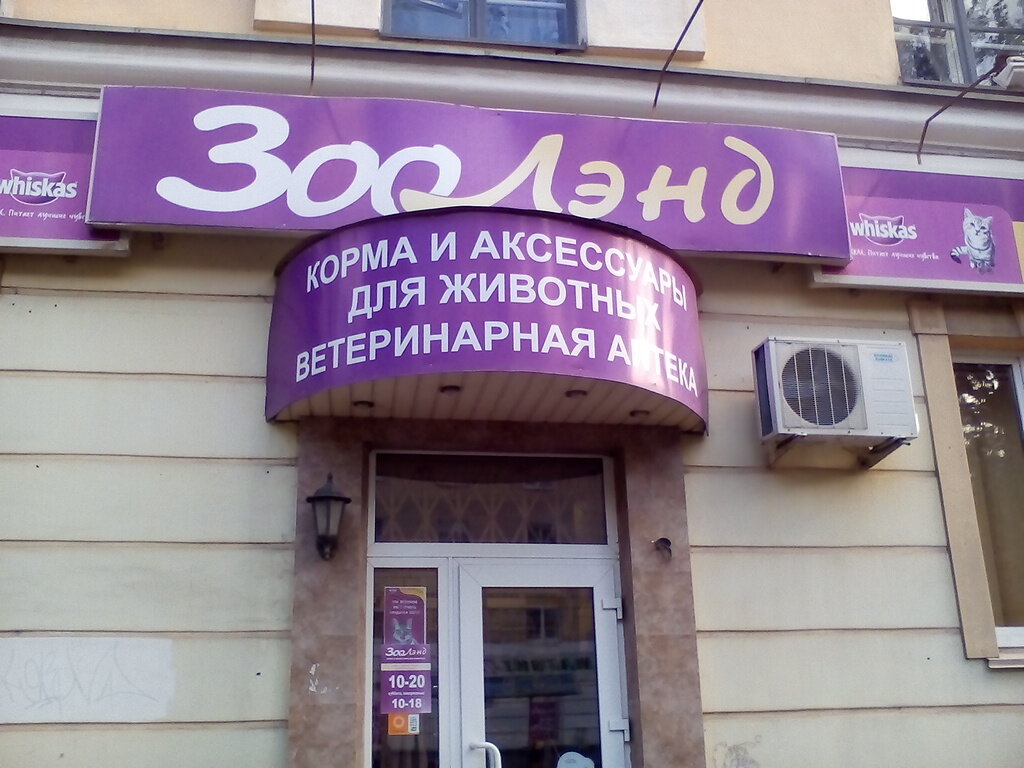 ЗооЛэнд
whiskas
whiskas
КОРМА И АКСЕССУАРЫ
ДЛЯ ЖИВОТНЫХ
ВЕТЕРИНАРНАЯ АПТЕКА
ЗооЛэнд
10-20
10-18